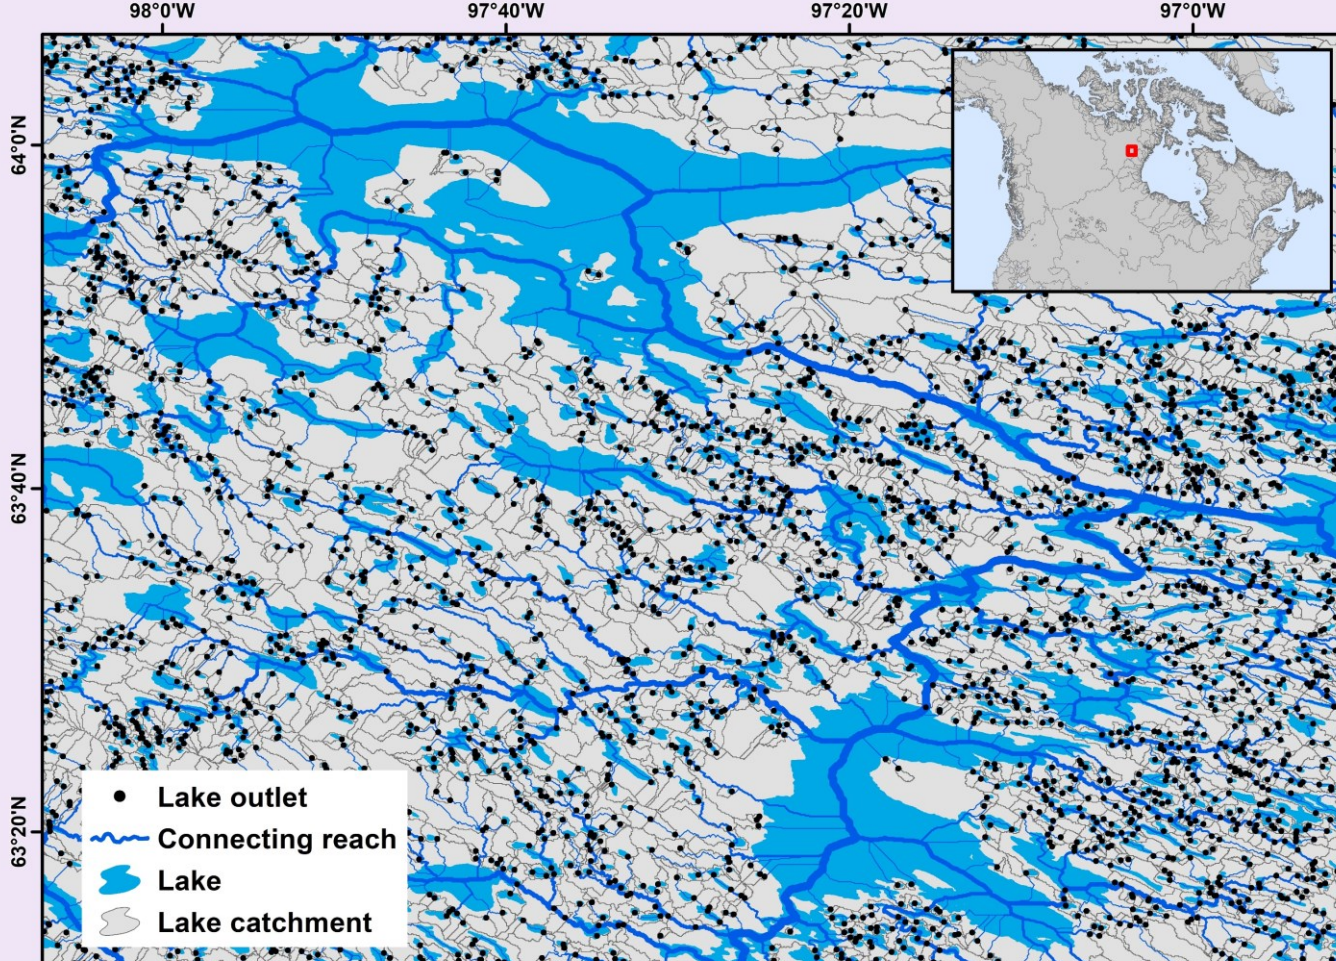 98°0'W 97°40'W 97°20'W 97°0'W
64°0'N
63°40'N
63°20'N
Lake outlet
Connecting reach
Lake
Lake catchment